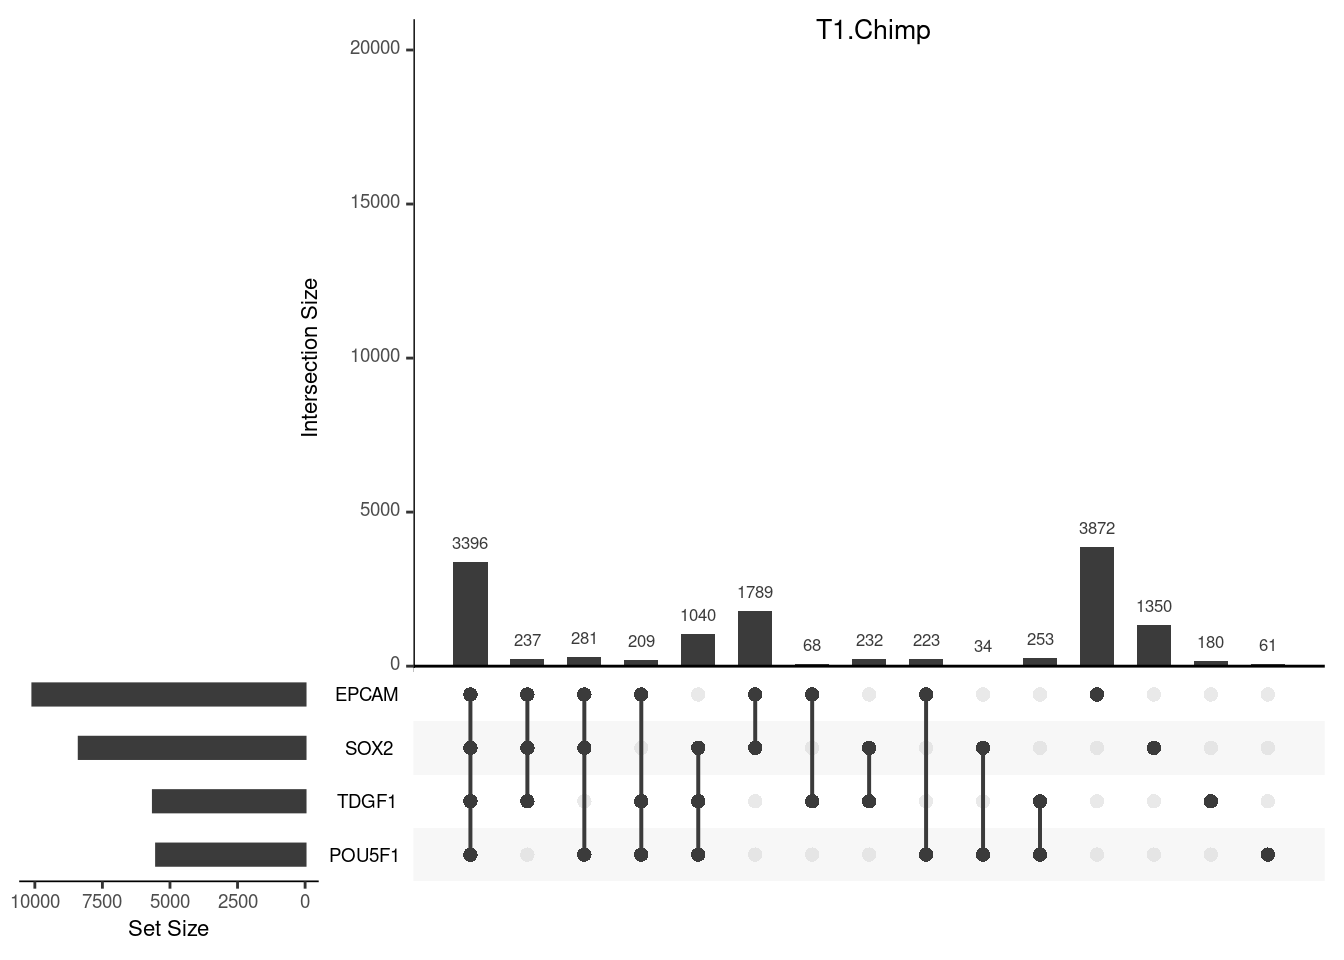 T1.Chimp
20000
15000
10000
5000
0
Intersection Size
3396
237
281
209
1040
1789
68
232
223
34
253
3872
1350
180
61
EPCAM
SOX2
TDGF1
POU5F1
10000 7500 5000 2500 0
Set Size